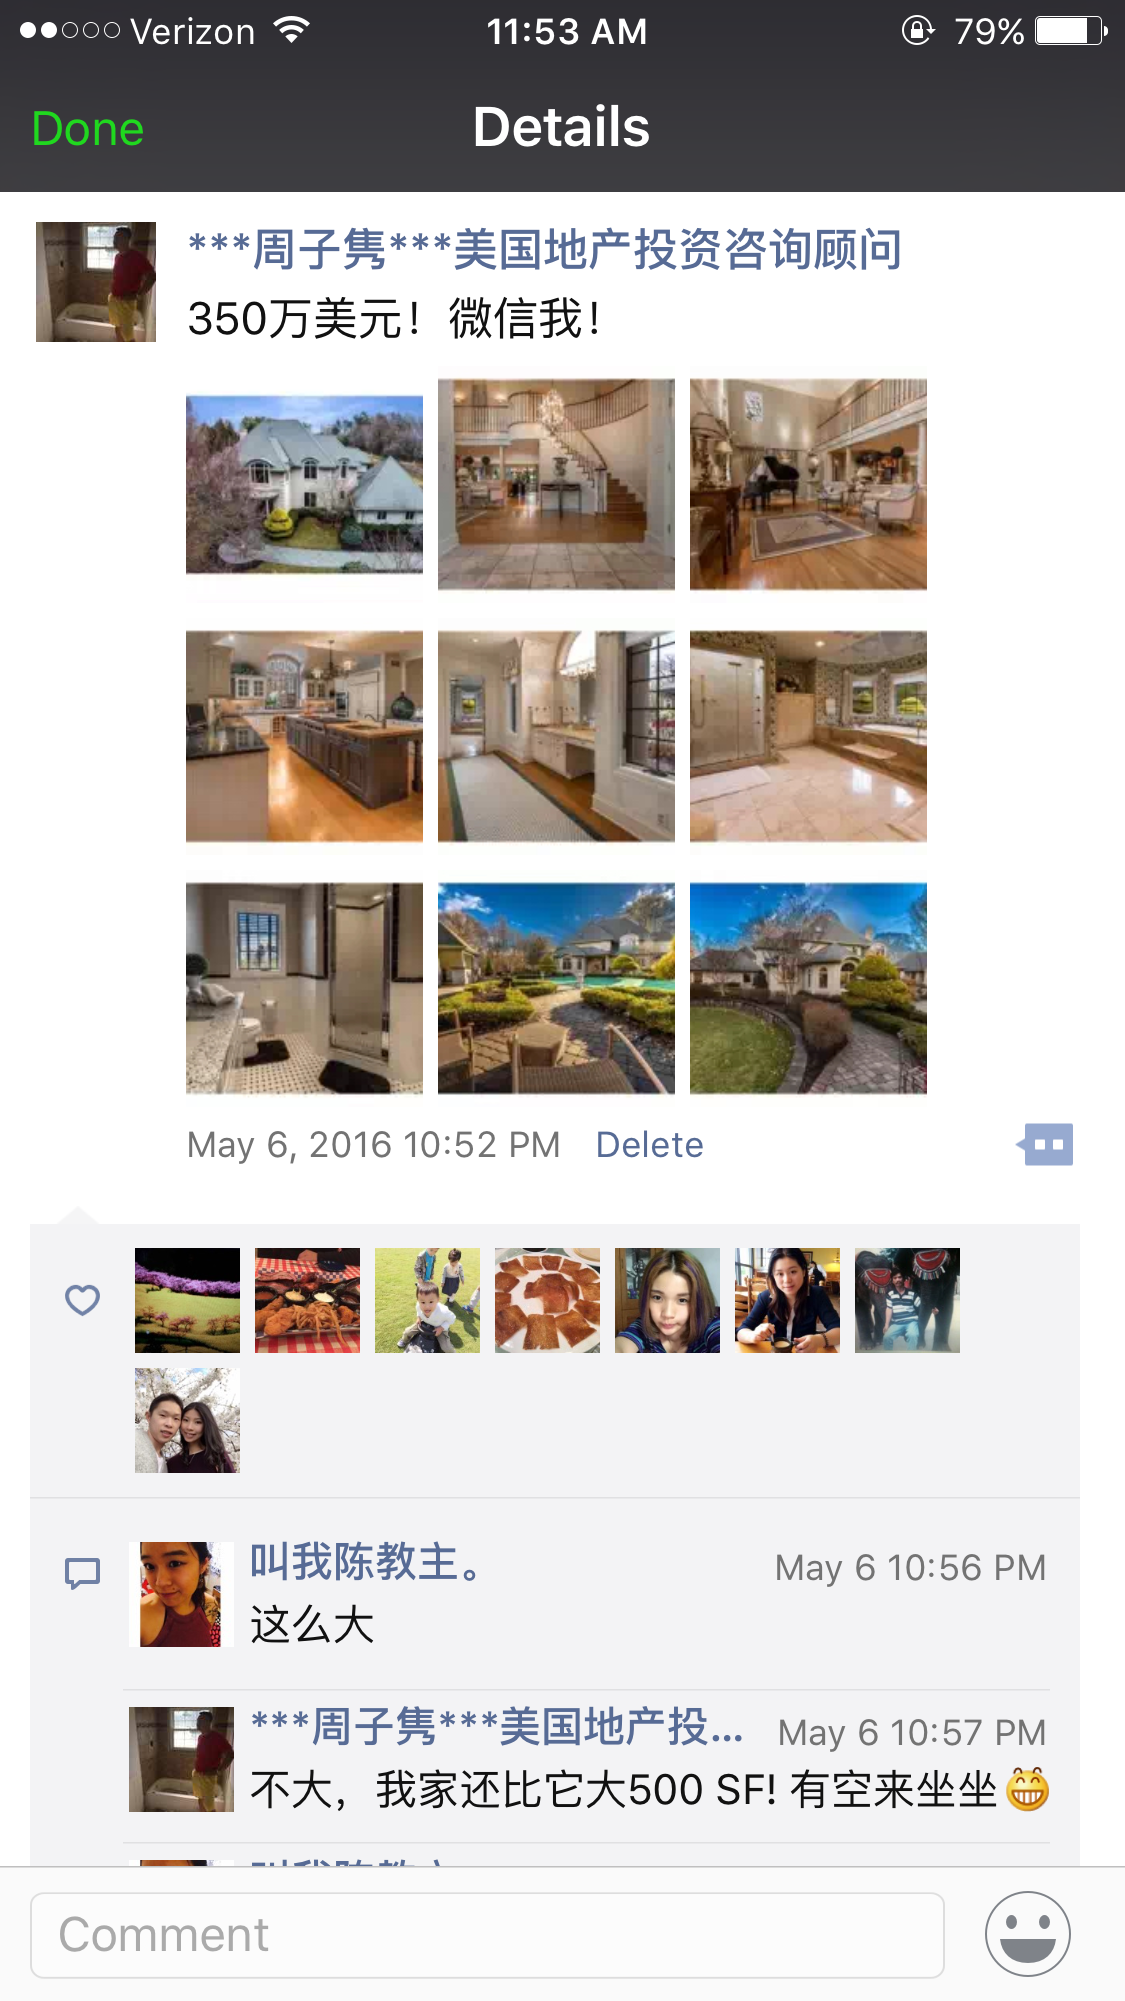 Verizon 11:53 AM 79%
Done Details
***周子隽***美国地产投资咨询顾问
350万美元！微信我！
May 6, 2016 10:52 PM Delete
叫我陈教主。 May 6 10:56 PM
这么大
***周子隽***美国地产投... May 6 10:57 PM
不大，我家还比它大500 SF! 有空来坐坐😁
Comment